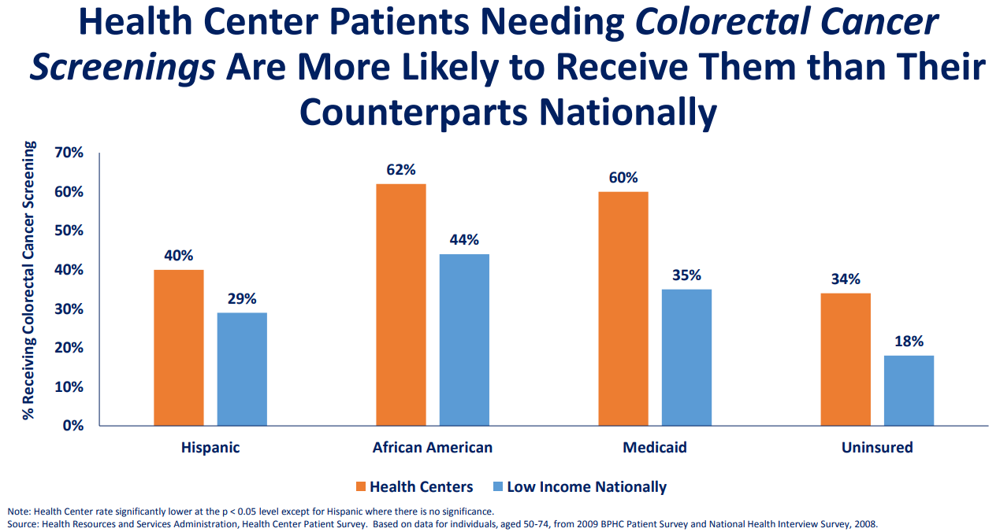 Health Center Patients Needing Colorectal Cancer
Screenings Are More Likely to Receive Them than Their
Counterparts Nationally
% Receiving Colorectal Cancer Screening
70%
60%
50%
40%
30%
20%
10%
0%
40%
29%
62%
44%
60%
35%
34%
18%
Hispanic
African American
Medicaid
Uninsured
Health Centers
Low Income Nationally
Note: Health Center rate significantly lower at the p < 0.05 level except for Hispanic where there is no significance.
Source: Health Resources and Services Administration, Health Center Patient Survey. Based on data for individuals, aged 50-74, from 2009 BPHC Patient Survey and National Health Interview Survey, 2008.